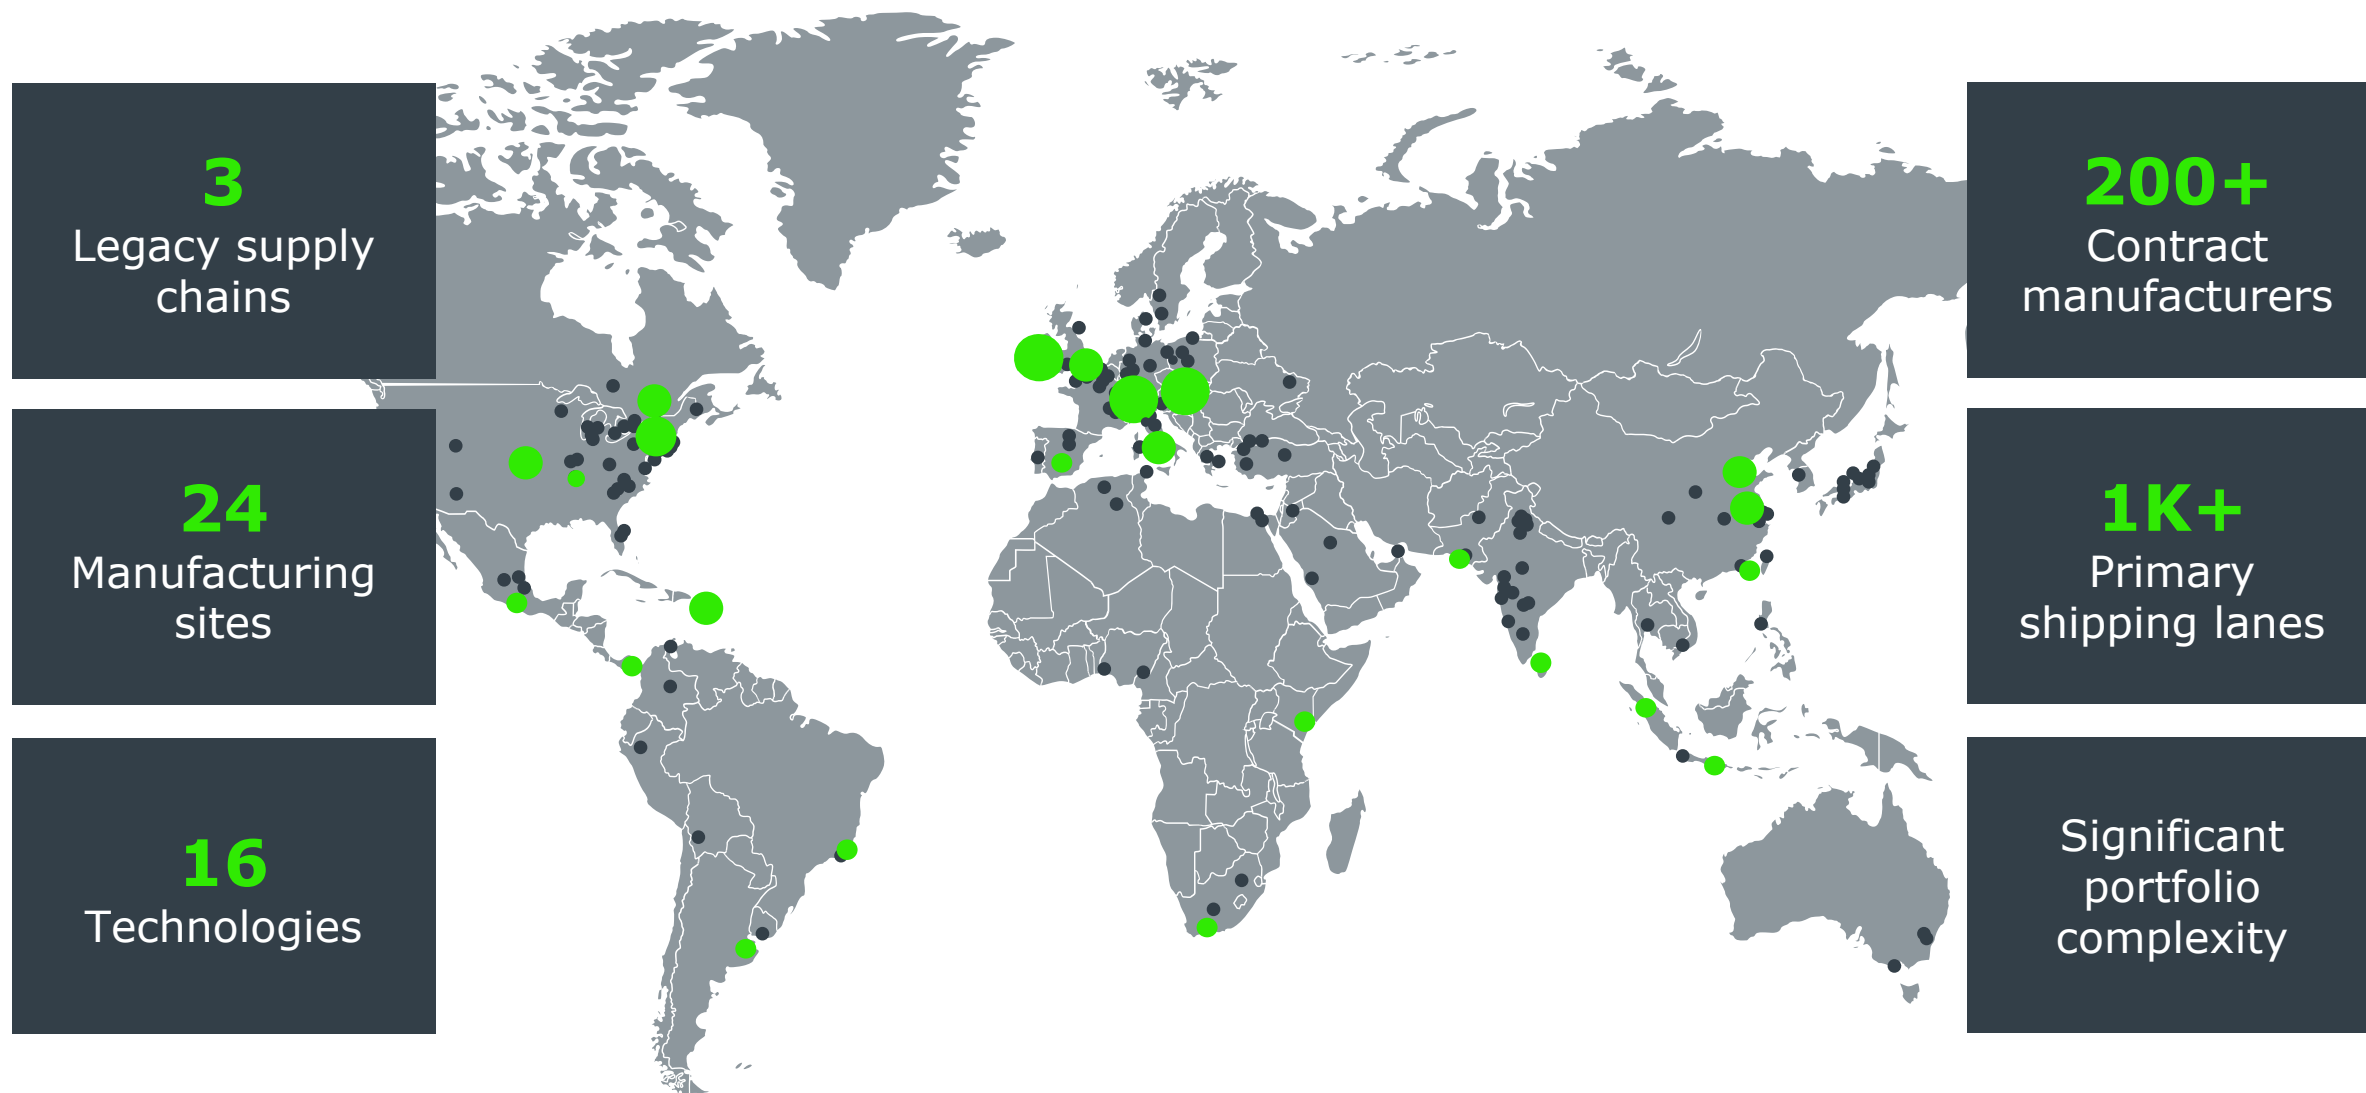 3
Legacy supply
chains
24
Manufacturing
sites
16
Technologies
200+
Contract
manufacturers
1K+
Primary
shipping lanes
Significant
portfolio
complexity